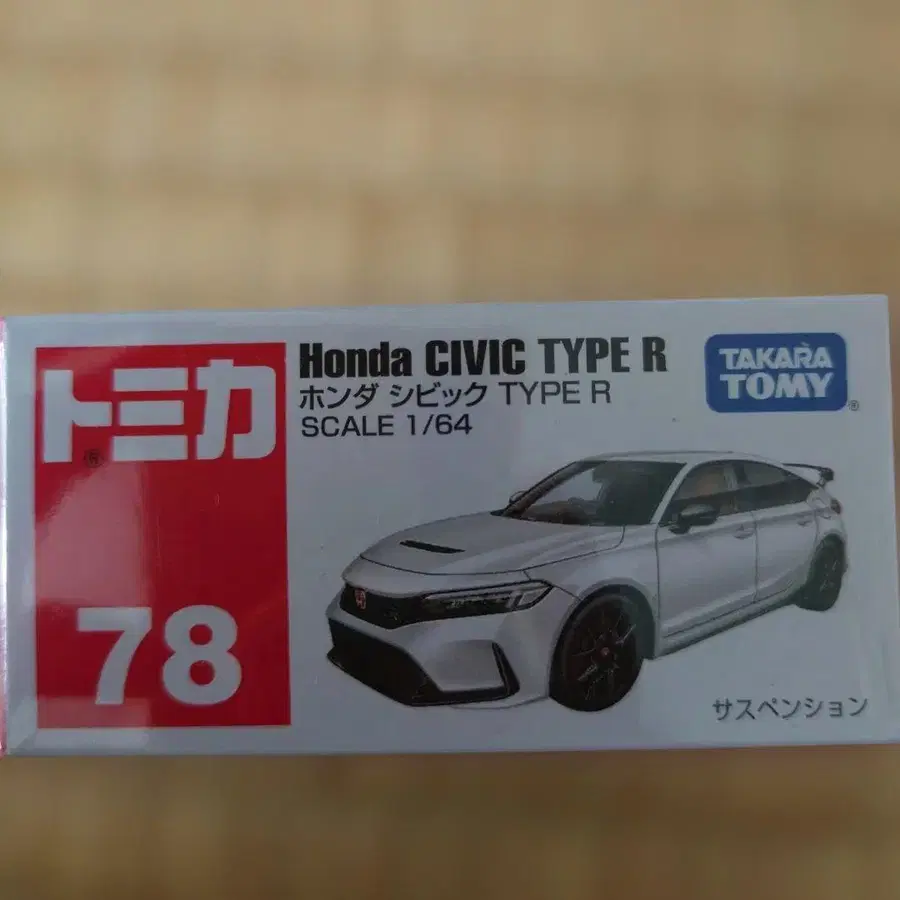 トミカ
®
78
Honda CIVIC TYPE R
ホンダ シビック TYPE R
SCALE 1/64
TAKARA
TOMY
®
サスペンション